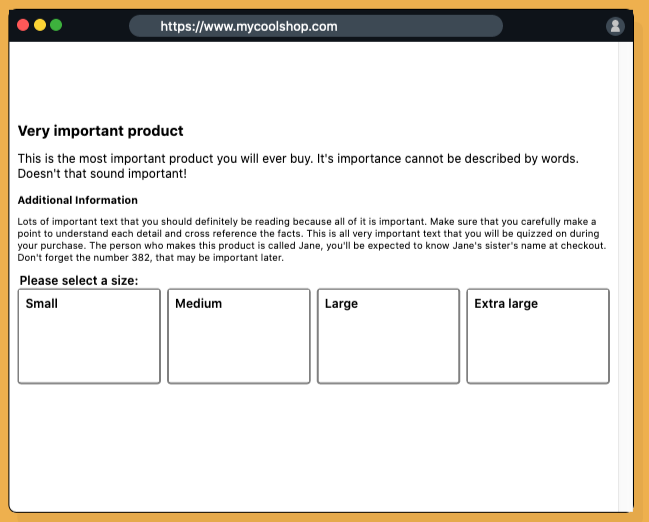 https://www.mycoolshop.com
Very important product
This is the most important product you will ever buy. It's importance cannot be described by words.
Doesn't that sound important!
Additional Information
Lots of important text that you should definitely be reading because all of it is important. Make sure that you carefully make a
point to understand each detail and cross reference the facts. This is all very important text that you will be quizzed on during
your purchase. The person who makes this product is called Jane, you'll be expected to know Jane's sister's name at checkout.
Don't forget the number 382, that may be important later.
Please select a size:
Small Medium Large Extra large